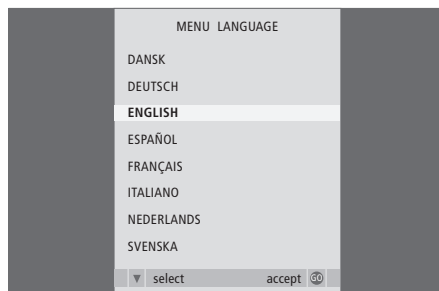 MENU LANGUAGE
DANSK
DEUTSCH
ENGLISH
ESPAÑOL
FRANÇAIS
ITALIANO
NEDERLANDS
SVENSKA
▼ select accept GO